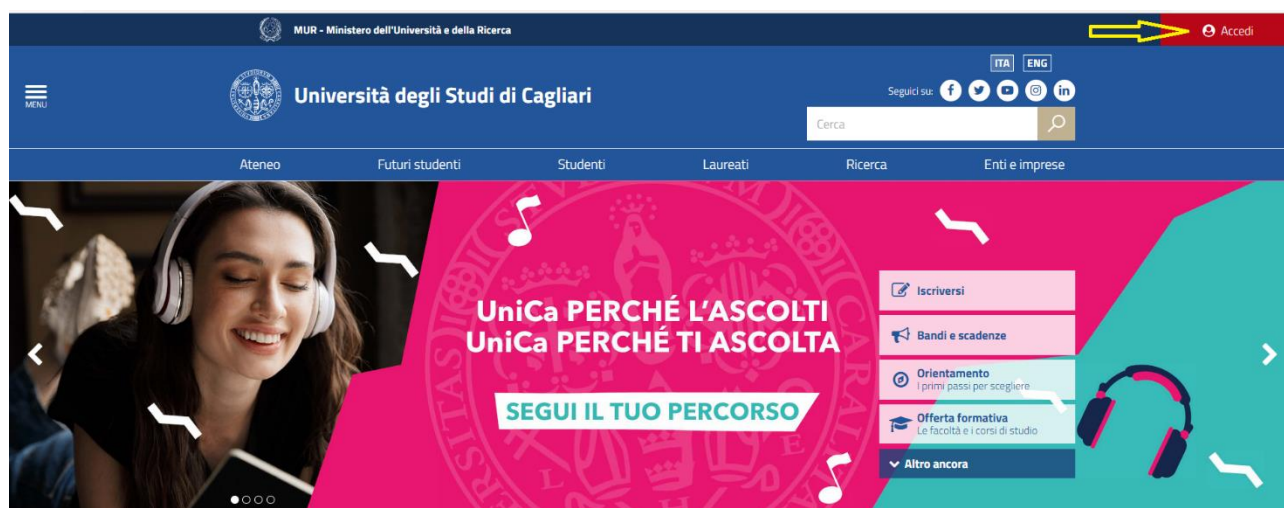 MUR - Ministero dell'Università e della Ricerca
Accedi
ITA ENG
MENU
Università degli Studi di Cagliari
Seguici su:
Cerca
Ateneo Futuri studenti Studenti Laureati Ricerca Enti e imprese
UniCa PERCHÉ L'ASCOLTI
UniCa PERCHÉ TI ASCOLTA
SEGUI IL TUO PERCORSO
Iscriversi
Bandi e scadenze
Orientamento
I primi passi per scegliere
Offerta formativa
Le facoltà e i corsi di studio
Altro ancora